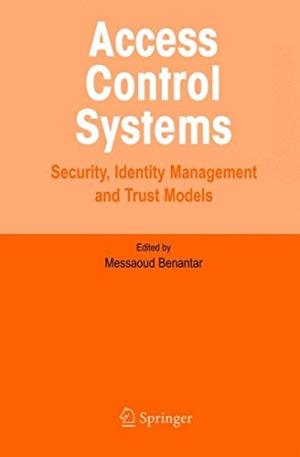 Access
Control
Systems
Security, Identity Management
and Trust Models
Edited by
Messaoud Benantar
Springer